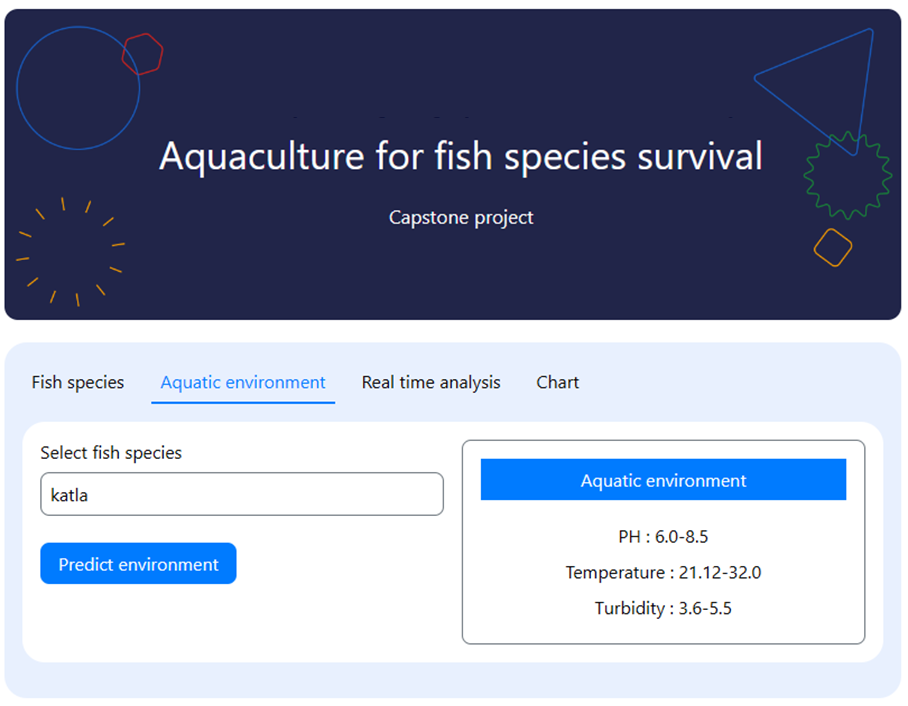 Aquaculture for fish species survival
Capstone project
Fish species Aquatic environment Real time analysis Chart
Select fish species
katla
Predict environment
Aquatic environment
PH : 6.0-8.5
Temperature : 21.12-32.0
Turbidity : 3.6-5.5